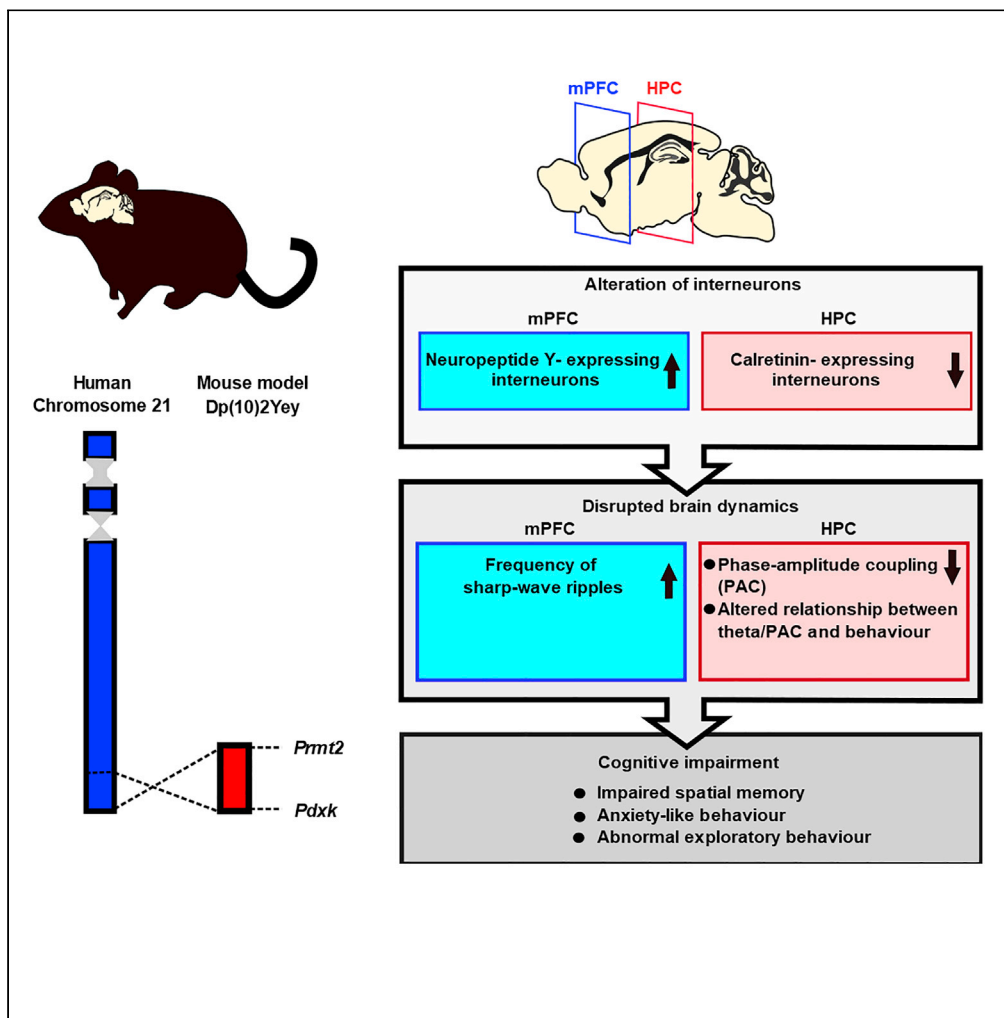 mPFC
HPC
Human
Chromosome 21
Mouse model
Dp(10)2Yey
Prmt2
Pdxk
Alteration of interneurons
mPFC
HPC
Neuropeptide Y- expressing
interneurons
Calretinin- expressing
interneurons
Disrupted brain dynamics
mPFC
HPC
Frequency of
sharp-wave ripples
● Phase-amplitude coupling
(PAC)
● Altered relationship between
theta/PAC and behaviour
Cognitive impairment
● Impaired spatial memory
● Anxiety-like behaviour
● Abnormal exploratory behaviour